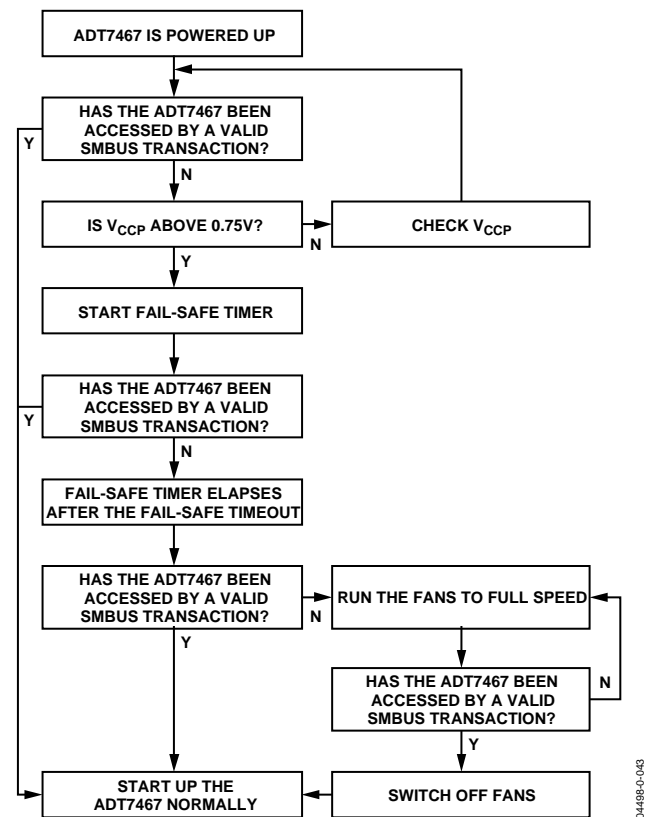 ADT7467 IS POWERED UP
HAS THE ADT7467 BEEN
ACCESSED BY A VALID
SMBUS TRANSACTION?
Y
N
IS VCCP ABOVE 0.75V?
N
CHECK VCCP
Y
START FAIL-SAFE TIMER
HAS THE ADT7467 BEEN
ACCESSED BY A VALID
SMBUS TRANSACTION?
Y
N
FAIL-SAFE TIMER ELAPSES
AFTER THE FAIL-SAFE TIMEOUT
HAS THE ADT7467 BEEN
ACCESSED BY A VALID
SMBUS TRANSACTION?
N
RUN THE FANS TO FULL SPEED
Y
HAS THE ADT7467 BEEN
ACCESSED BY A VALID
SMBUS TRANSACTION?
N
Y
START UP THE
ADT7467 NORMALLY
SWITCH OFF FANS
04498-0-043